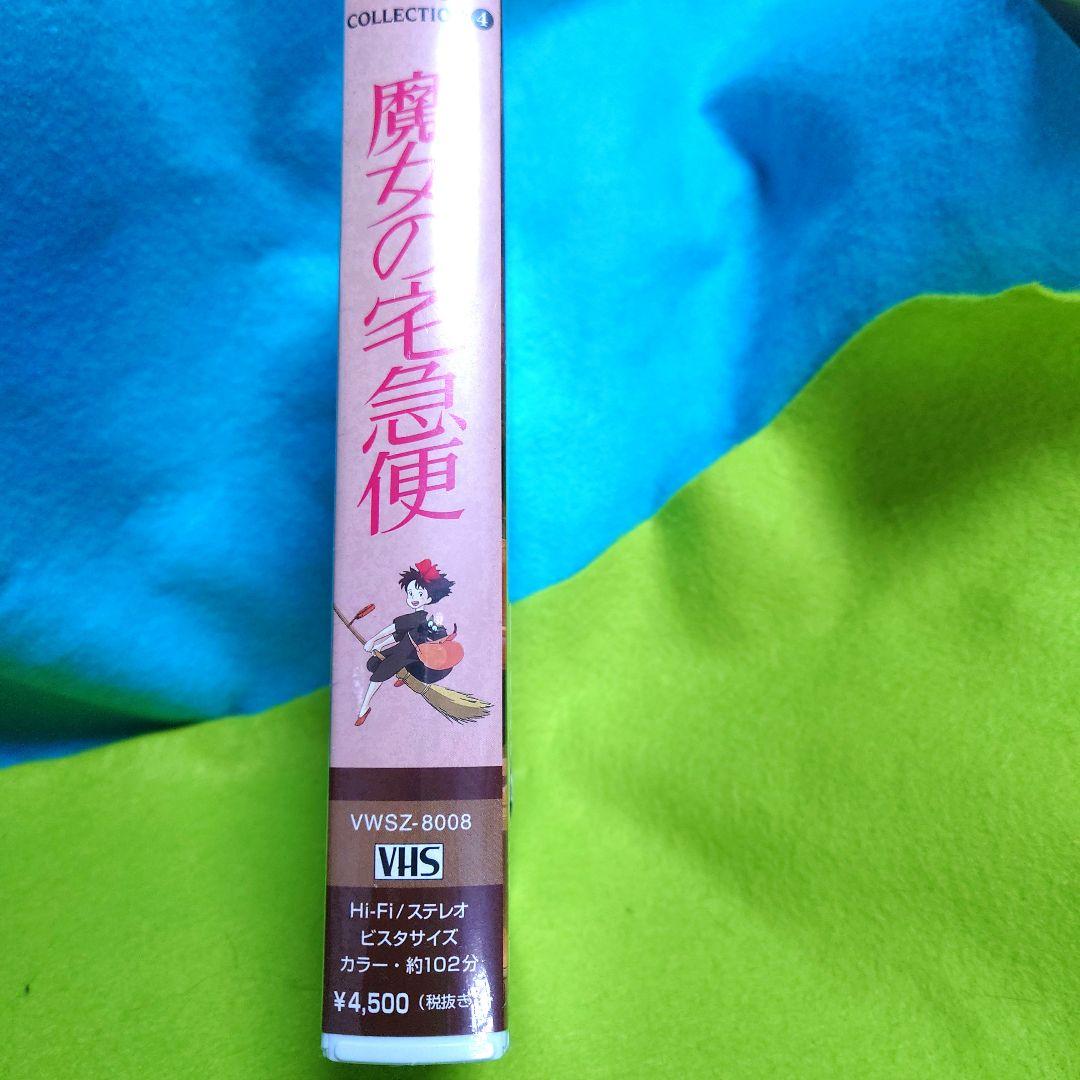 COLLECTION 4
魔女の宅急便
VWSZ-8008
VHS
Hi-Fi/ステレオ
ビスタサイズ
カラー・約102分
¥4,500（税抜き）